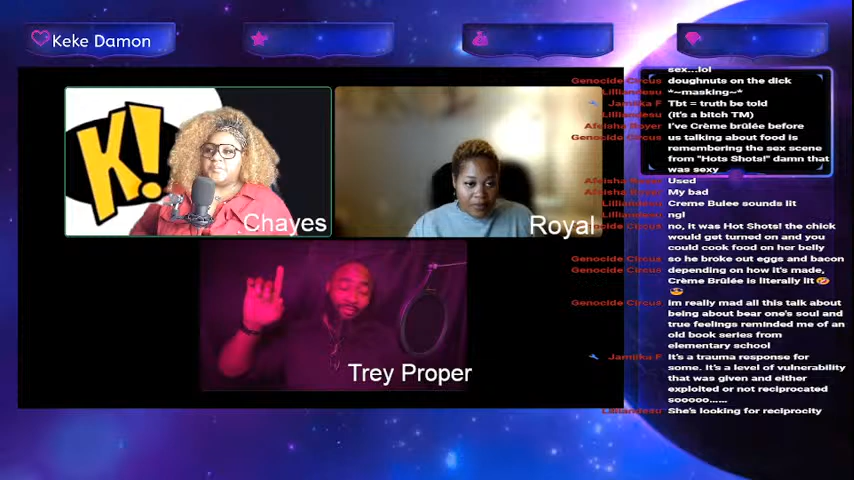 Keke Damon
K!
Chayes
Royal
Trey Proper
sex...lol
Genocide Circus doughnuts on the dick
Lilliandesu *~masking~*
Jamiika F Tbt = truth be told
Lilliandesu (It's a bitch TM)
Afeisha Royer I've Crème brûlée before
Genocide Circus us talking about food is
remembering the sex scene
from "Hots Shots!" damn that
was sexy
Afeisha Used
Afeisha My bad
Lilliandesu Creme Bulee sounds lit
Lilliandesu ngl
Circus no, it was Hot Shots! the chick
would get turned on and you
could cook food on her belly
Genocide Circus so he broke out eggs and bacon
Genocide Circus depending on how it's made,
Crème Brûlée is literally lit 🤣
Genocide Circus Im really mad all this talk about
being about bear one's soul and
true feelings reminded me of an
old book series from
elementary school
Jamiika F It's a trauma response for
some. It's a level of vulnerability
that was given and either
exploited or not reciprocated
sooooo......
Lilliandesu She's looking for reciprocity